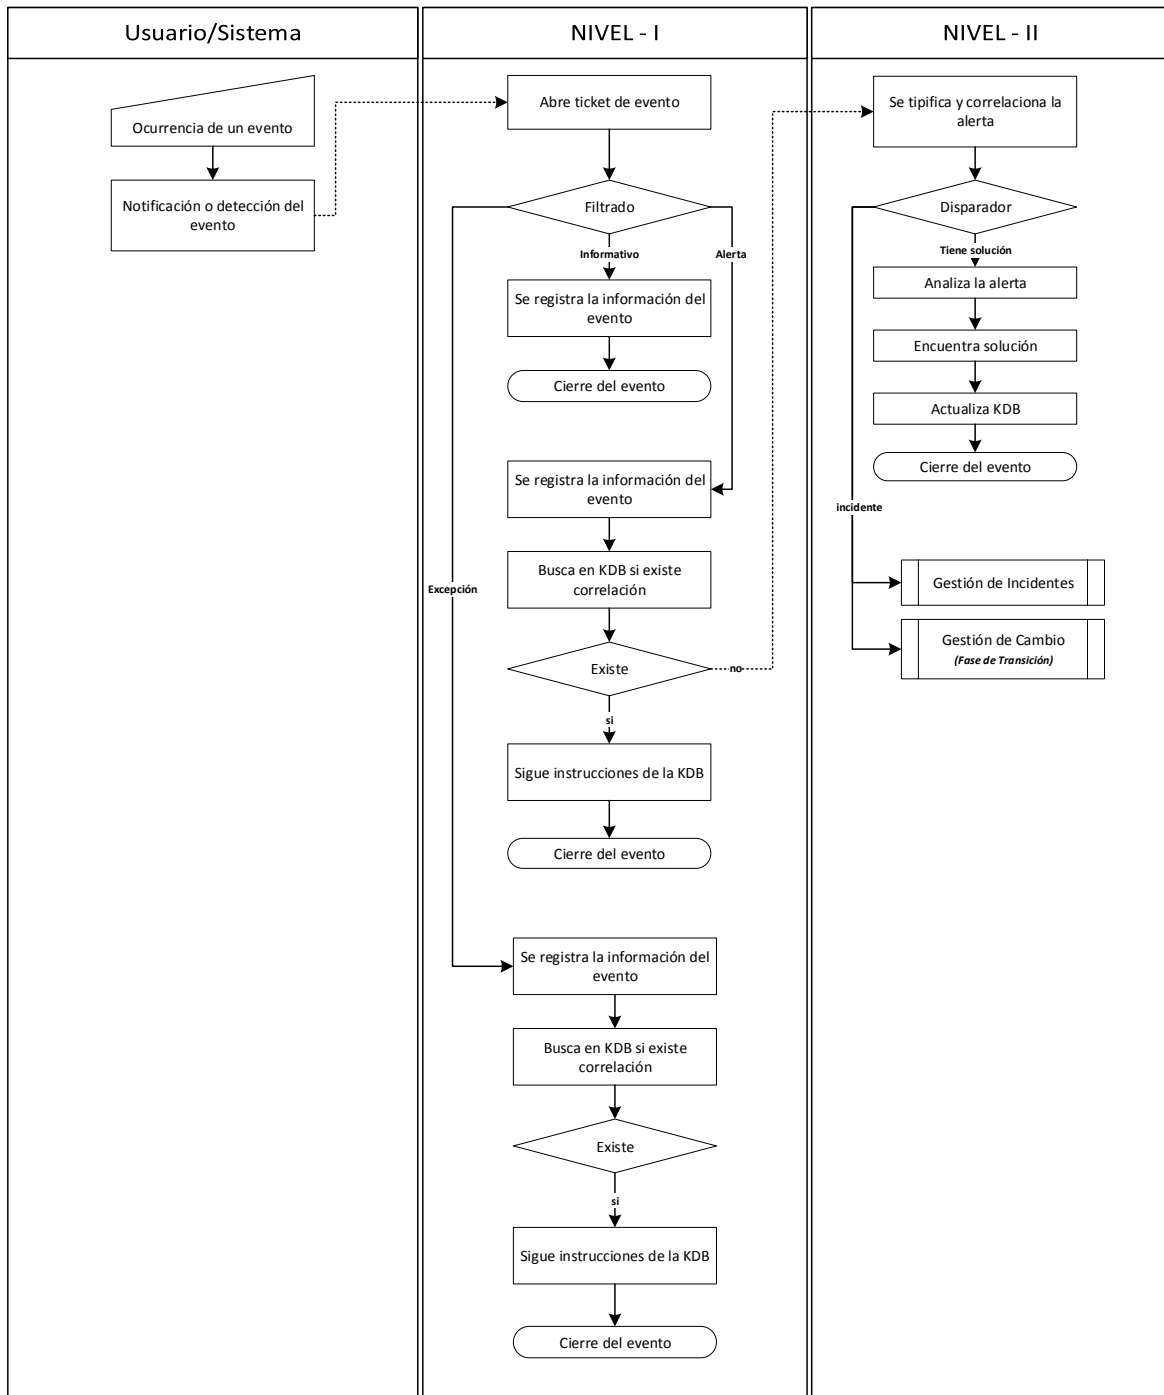 Usuario/Sistema
NIVEL - I
NIVEL - II
Ocurrencia de un evento
Notificación o detección del
evento
Abre ticket de evento
Filtrado
Informativo
Alerta
Se registra la información del
evento
Cierre del evento
Se registra la información del
evento
Busca en KDB si existe
correlación
Excepción
Existe
no
si
Sigue instrucciones de la KDB
Cierre del evento
Se registra la información del
evento
Busca en KDB si existe
correlación
Existe
si
Sigue instrucciones de la KDB
Cierre del evento
Se tipifica y correlaciona la
alerta
Disparador
Tiene solución
Analiza la alerta
Encuentra solución
Actualiza KDB
Cierre del evento
incidente
Gestión de Incidentes
Gestión de Cambio
(Fase de Transición)